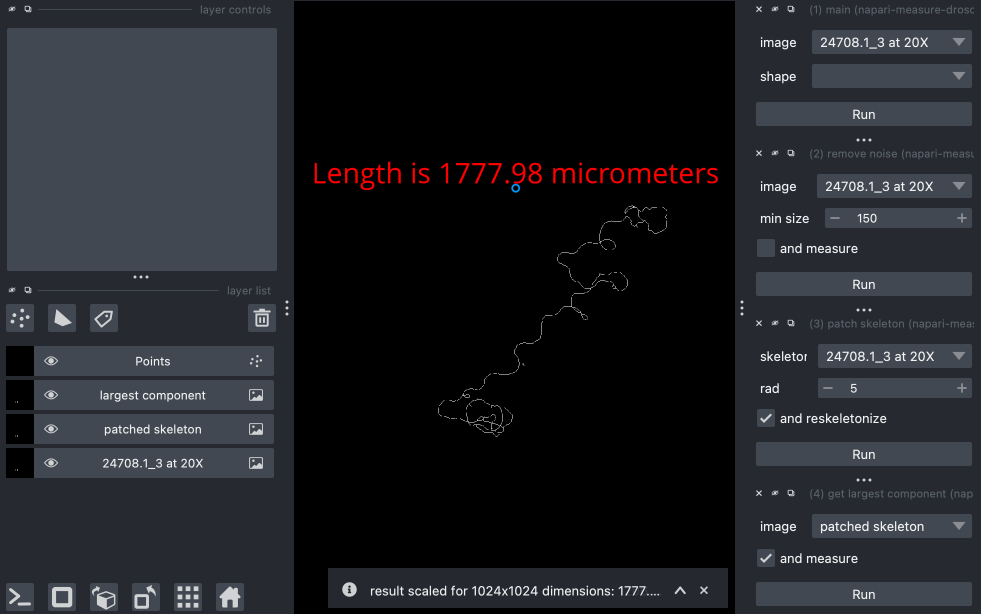 layer controls
layer list
Points
largest component
patched skeleton
24708.1_3 at 20X
Length is 1777.98 micrometers
result scaled for 1024x1024 dimensions: 1777....
(1) main (napari-measure-drosc
image 24708.1_3 at 20X
shape
Run
(2) remove noise (napari-measu
image 24708.1_3 at 20X
min size 150
and measure
Run
(3) patch skeleton (napari-meas
skeletor 24708.1_3 at 20X
rad 5
and reskeletonize
Run
(4) get largest component (nap
image patched skeleton
and measure
Run